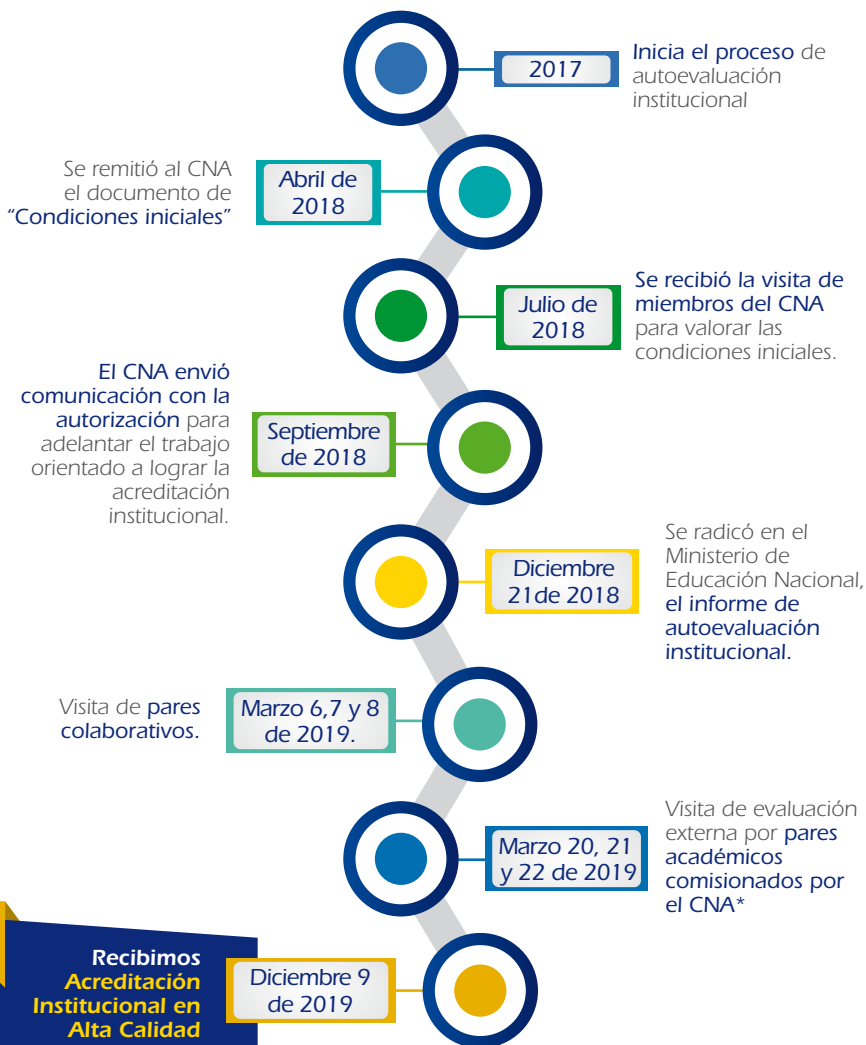 2017
Inicia el proceso de
autoevaluación
institucional
Se remitió al CNA
el documento de
“Condiciones iniciales”
Abril de
2018
Julio de
2018
Se recibió la visita de
miembros del CNA
para valorar las
condiciones iniciales.
El CNA envió
comunicación con la
autorización para
adelantar el trabajo
orientado a lograr la
acreditación
institucional.
Septiembre
de 2018
Diciembre
21de 2018
Se radicó en el
Ministerio de
Educación Nacional,
el informe de
autoevaluación
institucional.
Visita de pares
colaborativos.
Marzo 6,7 y 8
de 2019.
Marzo 20, 21
y 22 de 2019
Visita de evaluación
externa por pares
académicos
comisionados por
el CNA*
Recibimos
Acreditación
Institucional en
Alta Calidad
Diciembre 9
de 2019